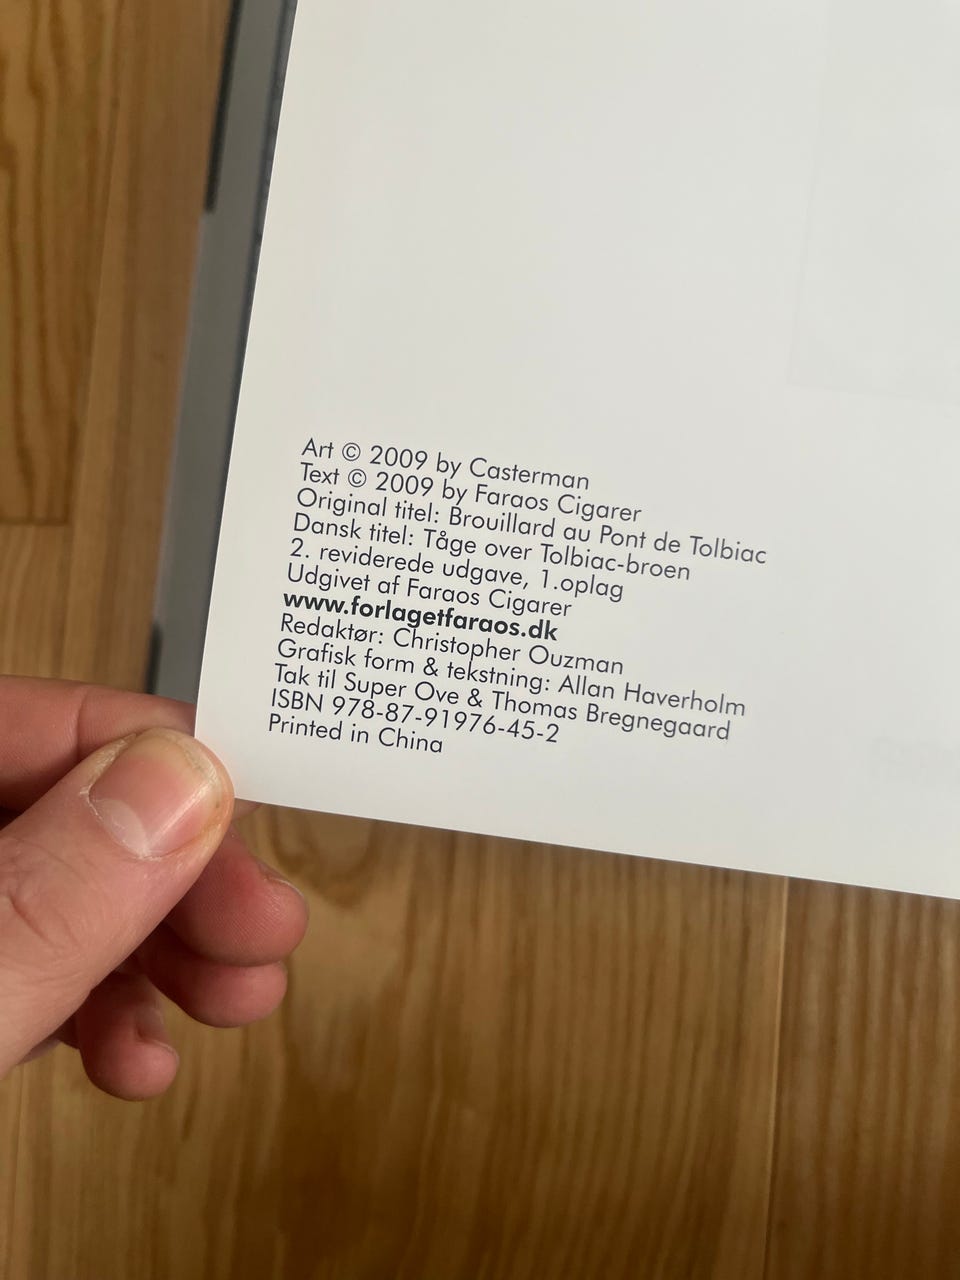 Art © 2009 by Casterman
Text © 2009 by Faraos Cigarer
Original titel: Brouillard au Pont de Tolbiac
Dansk titel: Tåge over Tolbiac-broen
2. reviderede udgave, 1.oplag
Udgivet af Faraos Cigarer
www.forlagetfaraos.dk
Redaktør: Christopher Ouzman
Grafisk form & tekstning: Allan Haverholm
Tak til Super Ove & Thomas Bregnegaard
ISBN 978-87-91976-45-2
Printed in China